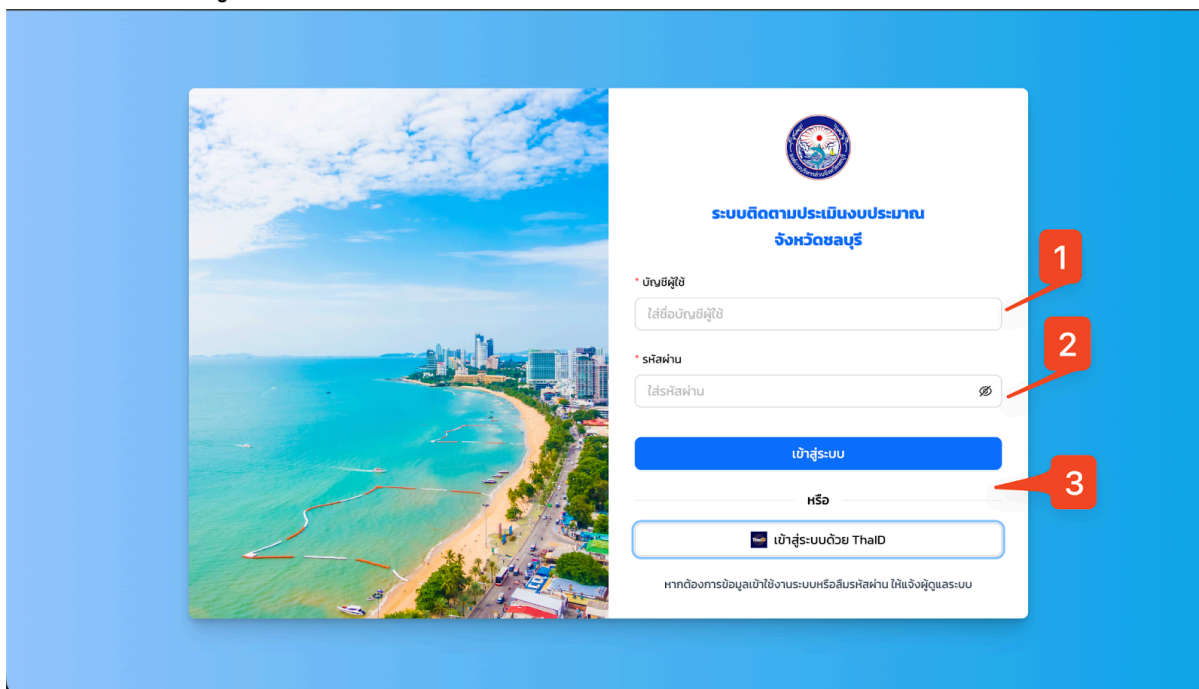 ระบบติดตามประเมินงบประมาณ
จังหวัดชลบุรี
1
* บัญชีผู้ใช้
ใส่ชื่อบัญชีผู้ใช้
2
* รหัสผ่าน
ใส่รหัสผ่าน
เข้าสู่ระบบ
3
หรือ
เข้าสู่ระบบด้วย ThaID
หากต้องการข้อมูลเข้าใช้งานระบบหรือลืมรหัสผ่าน ให้แจ้งผู้ดูแลระบบ